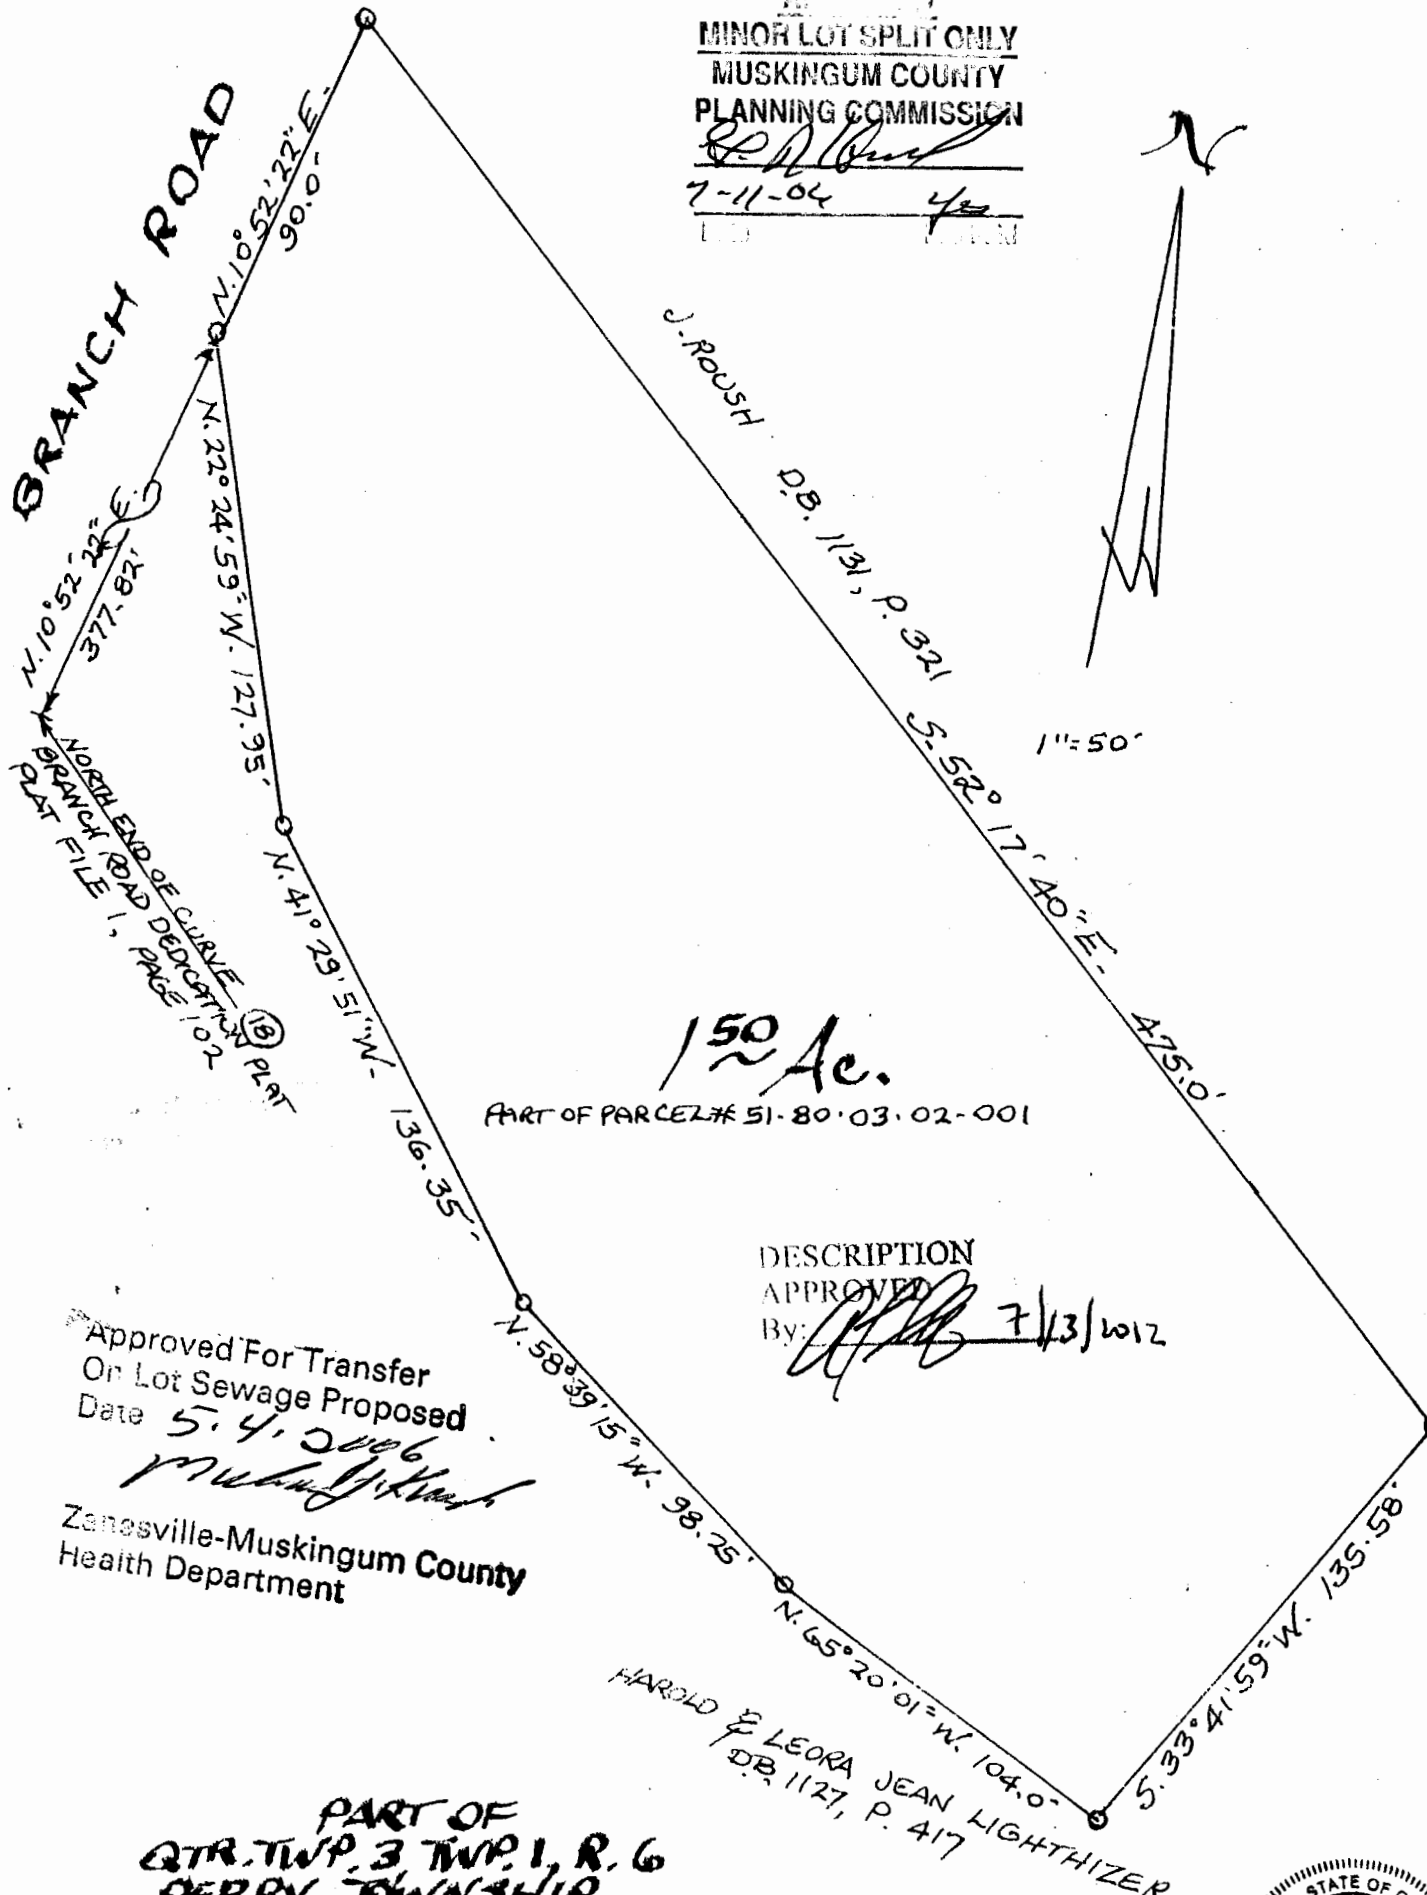 MINOR LOT SPLIT ONLY
MUSKINGUM COUNTY
PLANNING COMMISSION
7-11-06
N
BRANCH ROAD
N. 10° 52' 22" E.
90.0'
N. 10° 52' 22" E.
377.82'
N. 22° 24' 59" W. 127.95'
NORTH END OF CURVE 18
BRANCH ROAD DEDICATION PLAT
PLAT FILE 1, PAGE 102
J. ROUSH D.B. 1131, P. 321
S. 52° 17' 40" E. 475.0'
1"=50'
N. 41° 29' 51" W. 136.35'
1 50 Ac.
PART OF PARCEL # 51-80-03-02-001
DESCRIPTION
APPROVED
By: 7/13/2012
Approved For Transfer
On Lot Sewage Proposed
Date 5.4.2006
Zanesville-Muskingum County
Health Department
N. 58° 39' 15" W. 98.25'
N. 65° 20' 01" W. 104.0'
S. 33° 41' 59" W. 135.58'
HAROLD & LEORA JEAN LIGHTHIZER
D.B. 1127, P. 417
PART OF
QTR. TWP. 3, TWP. 1, R. 6
PERRY TOWNSHIP
STATE OF